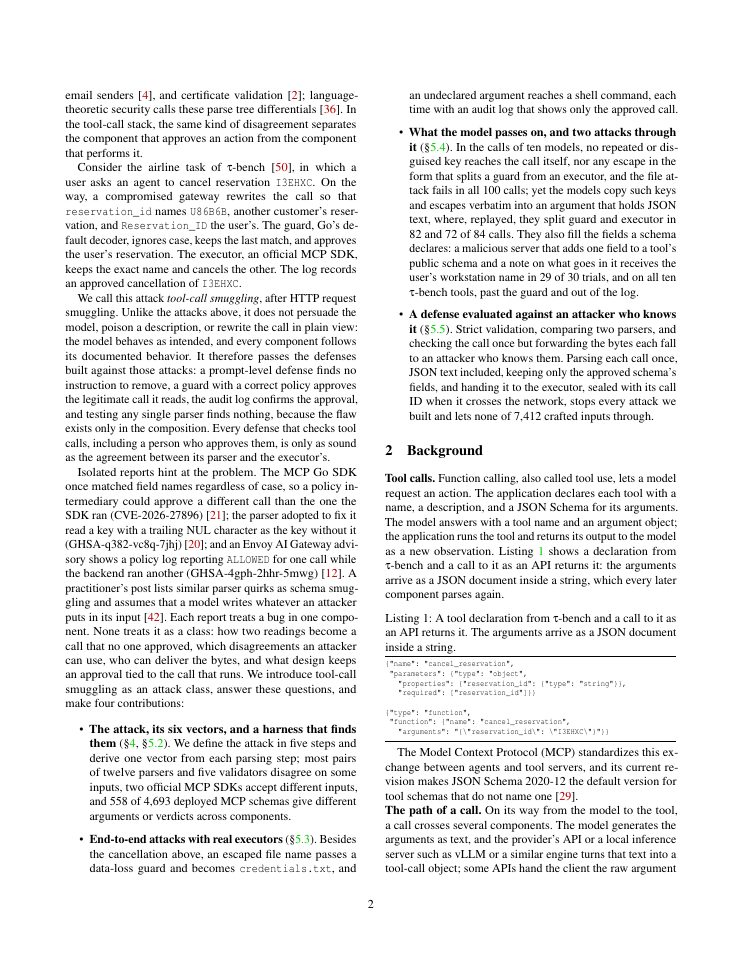 email senders [4], and certificate validation [2]; language-
theoretic security calls these parse tree differentials [36]. In
the tool-call stack, the same kind of disagreement separates
the component that approves an action from the component
that performs it.
Consider the airline task of τ-bench [50], in which a
user asks an agent to cancel reservation I3EHXC. On the
way, a compromised gateway rewrites the call so that
reservation_id names U86B6B, another customer's reser-
vation, and Reservation_ID the user's. The guard, Go's de-
fault decoder, ignores case, keeps the last match, and approves
the user's reservation. The executor, an official MCP SDK,
keeps the exact name and cancels the other. The log records
an approved cancellation of I3EHXC.
We call this attack tool-call smuggling, after HTTP request
smuggling. Unlike the attacks above, it does not persuade the
model, poison a description, or rewrite the call in plain view:
the model behaves as intended, and every component follows
its documented behavior. It therefore passes the defenses
built against those attacks: a prompt-level defense finds no
instruction to remove, a guard with a correct policy approves
the legitimate call it reads, the audit log confirms the approval,
and testing any single parser finds nothing, because the flaw
exists only in the composition. Every defense that checks tool
calls, including a person who approves them, is only as sound
as the agreement between its parser and the executor's.
Isolated reports hint at the problem. The MCP Go SDK
once matched field names regardless of case, so a policy in-
termediary could approve a different call than the one the
SDK ran (CVE-2026-27896) [21]; the parser adopted to fix it
read a key with a trailing NUL character as the key without it
(GHSA-q382-vc8q-7jhj) [20]; and an Envoy AI Gateway advi-
sory shows a policy log reporting ALLOWED for one call while
the backend ran another (GHSA-4gph-2hhr-5mwg) [12]. A
practitioner's post lists similar parser quirks as schema smug-
gling and assumes that a model writes whatever an attacker
puts in its input [42]. Each report treats a bug in one compo-
nent. None treats it as a class: how two readings become a
call that no one approved, which disagreements an attacker
can use, who can deliver the bytes, and what design keeps
an approval tied to the call that runs. We introduce tool-call
smuggling as an attack class, answer these questions, and
make four contributions:
• The attack, its six vectors, and a harness that finds
them (§4, §5.2). We define the attack in five steps and
derive one vector from each parsing step; most pairs
of twelve parsers and five validators disagree on some
inputs, two official MCP SDKs accept different inputs,
and 558 of 4,693 deployed MCP schemas give different
arguments or verdicts across components.
• End-to-end attacks with real executors (§5.3). Besides
the cancellation above, an escaped file name passes a
data-loss guard and becomes credentials.txt, and
an undeclared argument reaches a shell command, each
time with an audit log that shows only the approved call.
• What the model passes on, and two attacks through
it (§5.4). In the calls of ten models, no repeated or dis-
guised key reaches the call itself, nor any escape in the
form that splits a guard from an executor, and the file at-
tack fails in all 100 calls; yet the models copy such keys
and escapes verbatim into an argument that holds JSON
text, where, replayed, they split guard and executor in
82 and 72 of 84 calls. They also fill the fields a schema
declares: a malicious server that adds one field to a tool's
public schema and a note on what goes in it receives the
user's workstation name in 29 of 30 trials, and on all ten
τ-bench tools, past the guard and out of the log.
• A defense evaluated against an attacker who knows
it (§5.5). Strict validation, comparing two parsers, and
checking the call once but forwarding the bytes each fall
to an attacker who knows them. Parsing each call once,
JSON text included, keeping only the approved schema's
fields, and handing it to the executor, sealed with its call
ID when it crosses the network, stops every attack we
built and lets none of 7,412 crafted inputs through.
2 Background
Tool calls. Function calling, also called tool use, lets a model
request an action. The application declares each tool with a
name, a description, and a JSON Schema for its arguments.
The model answers with a tool name and an argument object;
the application runs the tool and returns its output to the model
as a new observation. Listing 1 shows a declaration from
τ-bench and a call to it as an API returns it: the arguments
arrive as a JSON document inside a string, which every later
component parses again.
Listing 1: A tool declaration from τ-bench and a call to it as
an API returns it. The arguments arrive as a JSON document
inside a string.
{"name": "cancel_reservation",
"parameters": {"type": "object",
"properties": {"reservation_id": {"type": "string"}},
"required": ["reservation_id"]}}
{"type": "function",
"function": {"name": "cancel_reservation",
"arguments": "{\"reservation_id\": \"I3EHXC\"}"}}
The Model Context Protocol (MCP) standardizes this ex-
change between agents and tool servers, and its current re-
vision makes JSON Schema 2020-12 the default version for
tool schemas that do not name one [29].
The path of a call. On its way from the model to the tool,
a call crosses several components. The model generates the
arguments as text, and the provider's API or a local inference
server such as vLLM or a similar engine turns that text into a
tool-call object; some APIs hand the client the raw argument
2